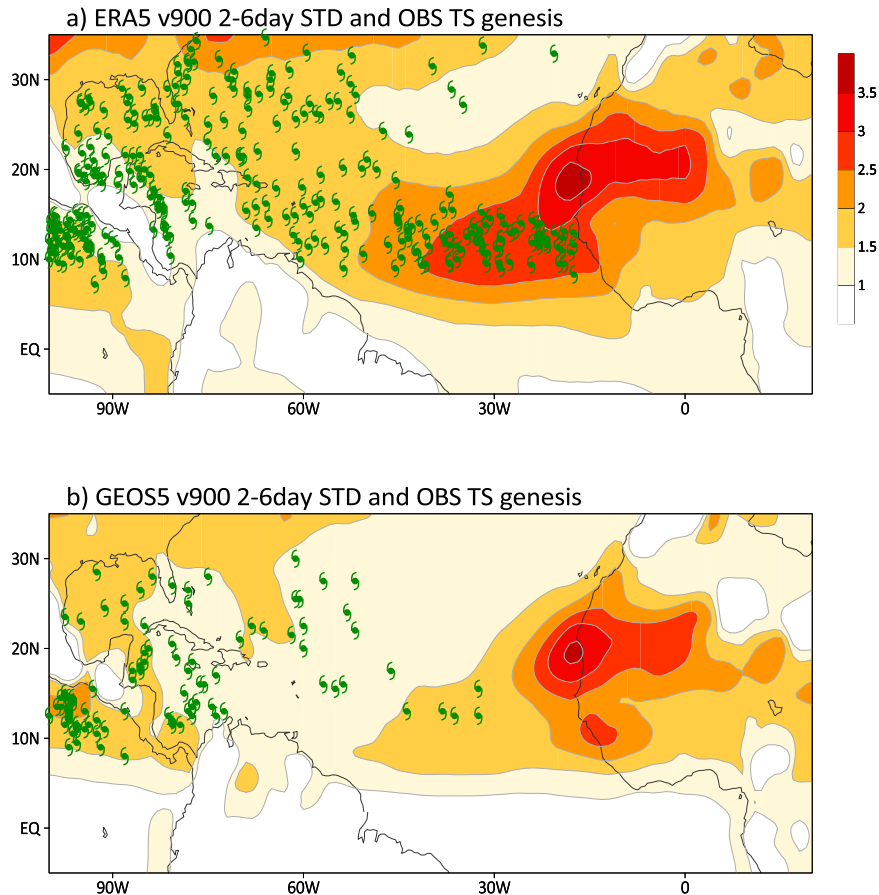 a) ERA5 v900 2-6day STD and OBS TS genesis
30N
20N
10N
EQ
90W
60W
30W
0
3.5
3
2.5
2
1.5
1
b) GEOS5 v900 2-6day STD and OBS TS genesis
30N
20N
10N
EQ
90W
60W
30W
0